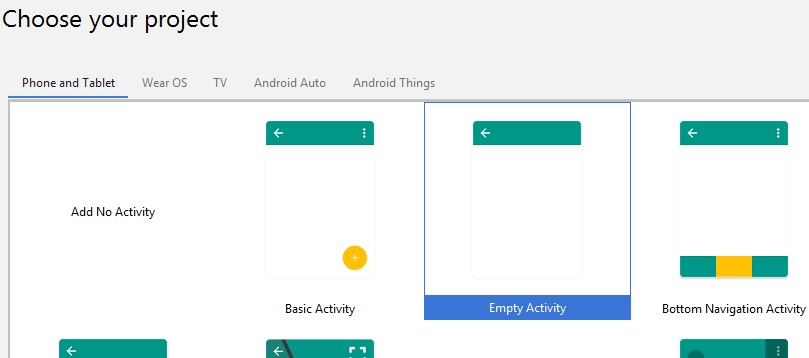 Choose your project
Phone and Tablet Wear OS TV Android Auto Android Things
Add No Activity
Basic Activity Empty Activity Bottom Navigation Activity